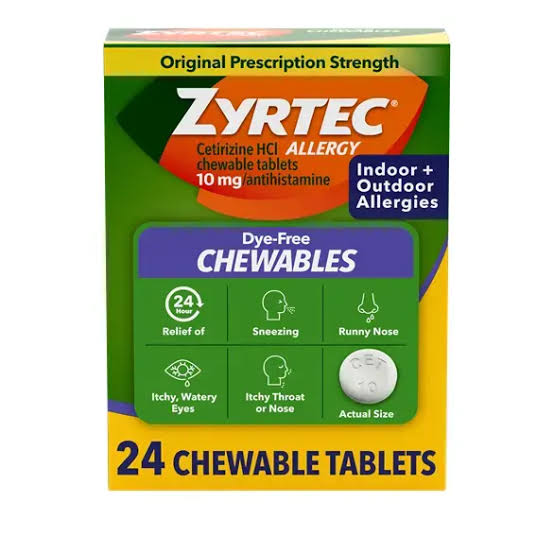 Original Prescription Strength
ZYRTEC®
Cetirizine HCl ALLERGY
chewable tablets
10 mg/antihistamine
Indoor +
Outdoor
Allergies
Dye-Free
CHEWABLES
24
Hour
Relief of
Sneezing
Runny Nose
Itchy, Watery
Eyes
Itchy Throat
or Nose
CET
10
Actual Size
24 CHEWABLE TABLETS